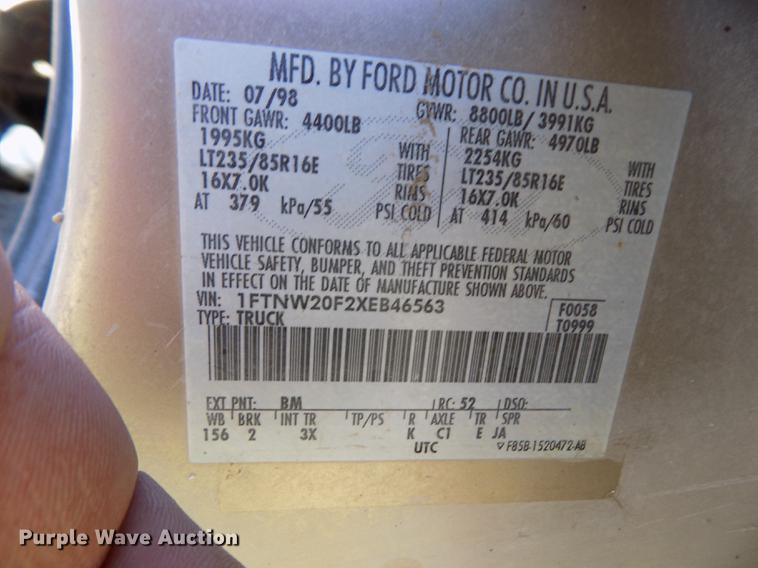 MFD. BY FORD MOTOR CO. IN U.S.A.
DATE: 07/98 GVWR: 8800LB/ 3991KG
FRONT GAWR: 4400LB REAR GAWR: 4970LB
1995KG WITH 2254KG WITH
LT235/85R16E TIRES LT235/85R16E TIRES
16X7.0K RIMS 16X7.0K RIMS
AT 379 kPa/55 PSI COLD AT 414 kPa/60 PSI COLD
THIS VEHICLE CONFORMS TO ALL APPLICABLE FEDERAL MOTOR
VEHICLE SAFETY, BUMPER, AND THEFT PREVENTION STANDARDS
IN EFFECT ON THE DATE OF MANUFACTURE SHOWN ABOVE.
VIN: 1FTNW20F2XEB46563 F0058
TYPE: TRUCK T0999
EXT PNT: BM RC: 52 DSO:
WB BRK INT TR TP/PS R AXLE TR SPR
156 2 3X K C1 E JA
UTC F85B-1520472-AB
Purple Wave Auction